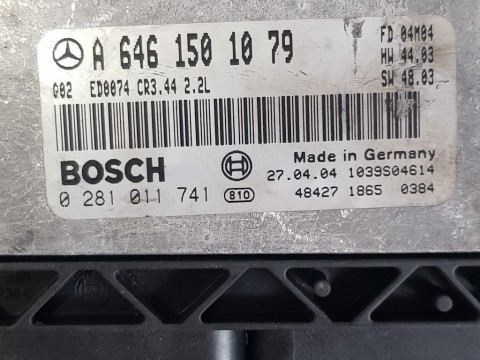 A 646 150 10 79
FD 04M04
HW 44.03
G02 ED0074 CR3.44 2.2L
SW 48.03
BOSCH
Made in Germany
27.04.04 1039S04614
0 281 011 741 810
48427 1865 0384